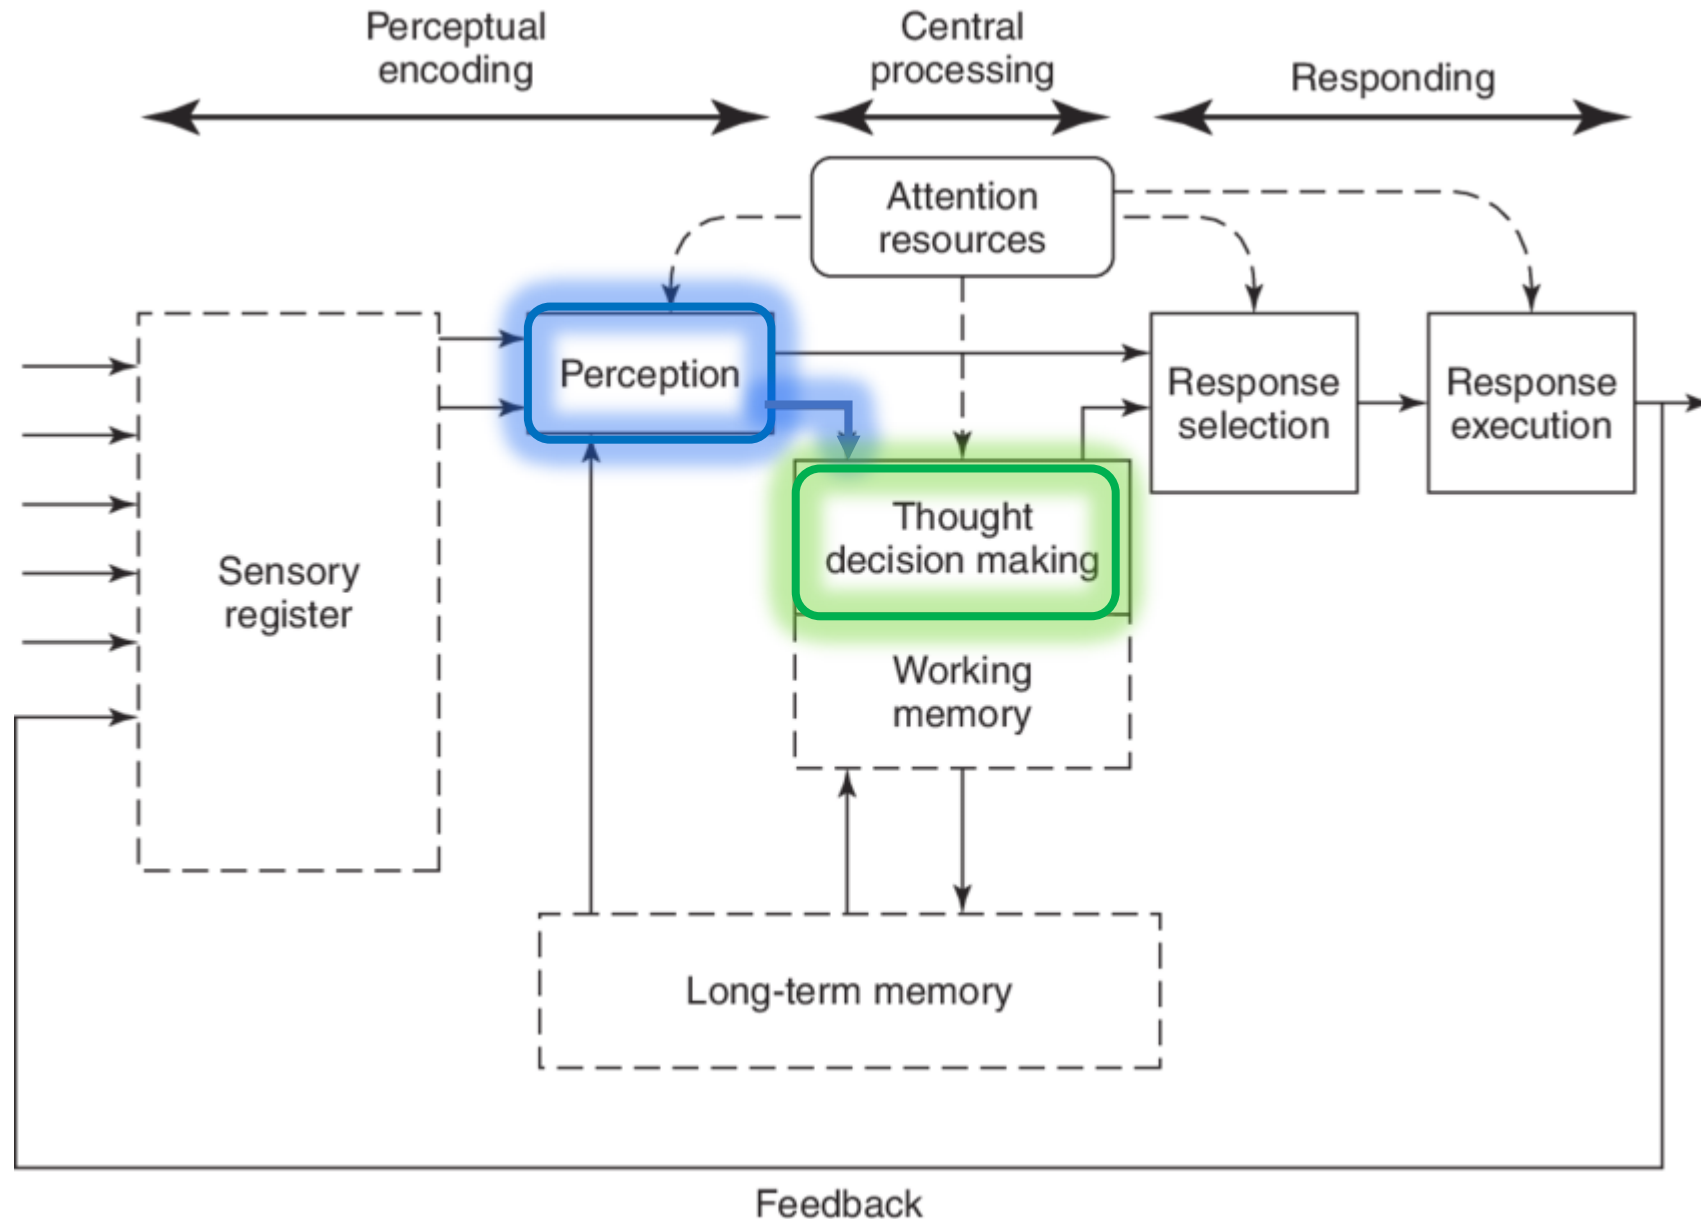 Perceptual
encoding
Central
processing
Responding
Attention
resources
Perception
Response
selection
Response
execution
Thought
decision making
Sensory
register
Working
memory
Long-term memory
Feedback